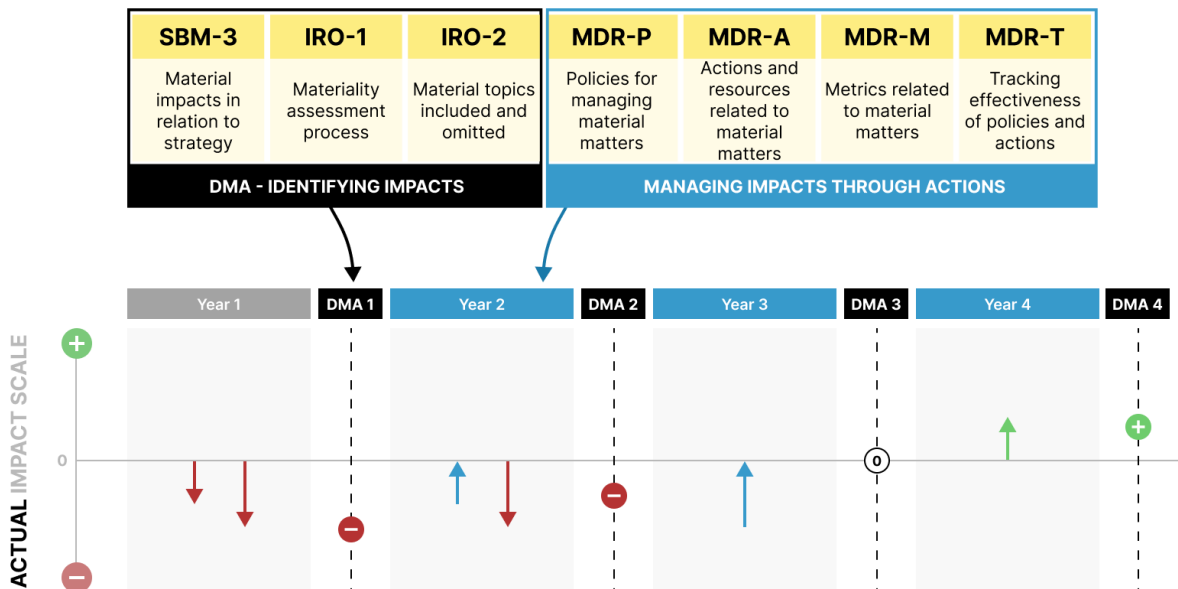 SBM-3
Material
impacts in
relation to
strategy
IRO-1
Materiality
assessment
process
IRO-2
Material topics
included and
omitted
MDR-P
Policies for
managing
material
matters
MDR-A
Actions and
resources
related to
material
matters
MDR-M
Metrics related
to material
matters
MDR-T
Tracking
effectiveness
of policies and
actions
DMA - IDENTIFYING IMPACTS
MANAGING IMPACTS THROUGH ACTIONS
Year 1
DMA 1
Year 2
DMA 2
Year 3
DMA 3
Year 4
DMA 4
ACTUAL IMPACT SCALE
+
0
−
−
−
0
+